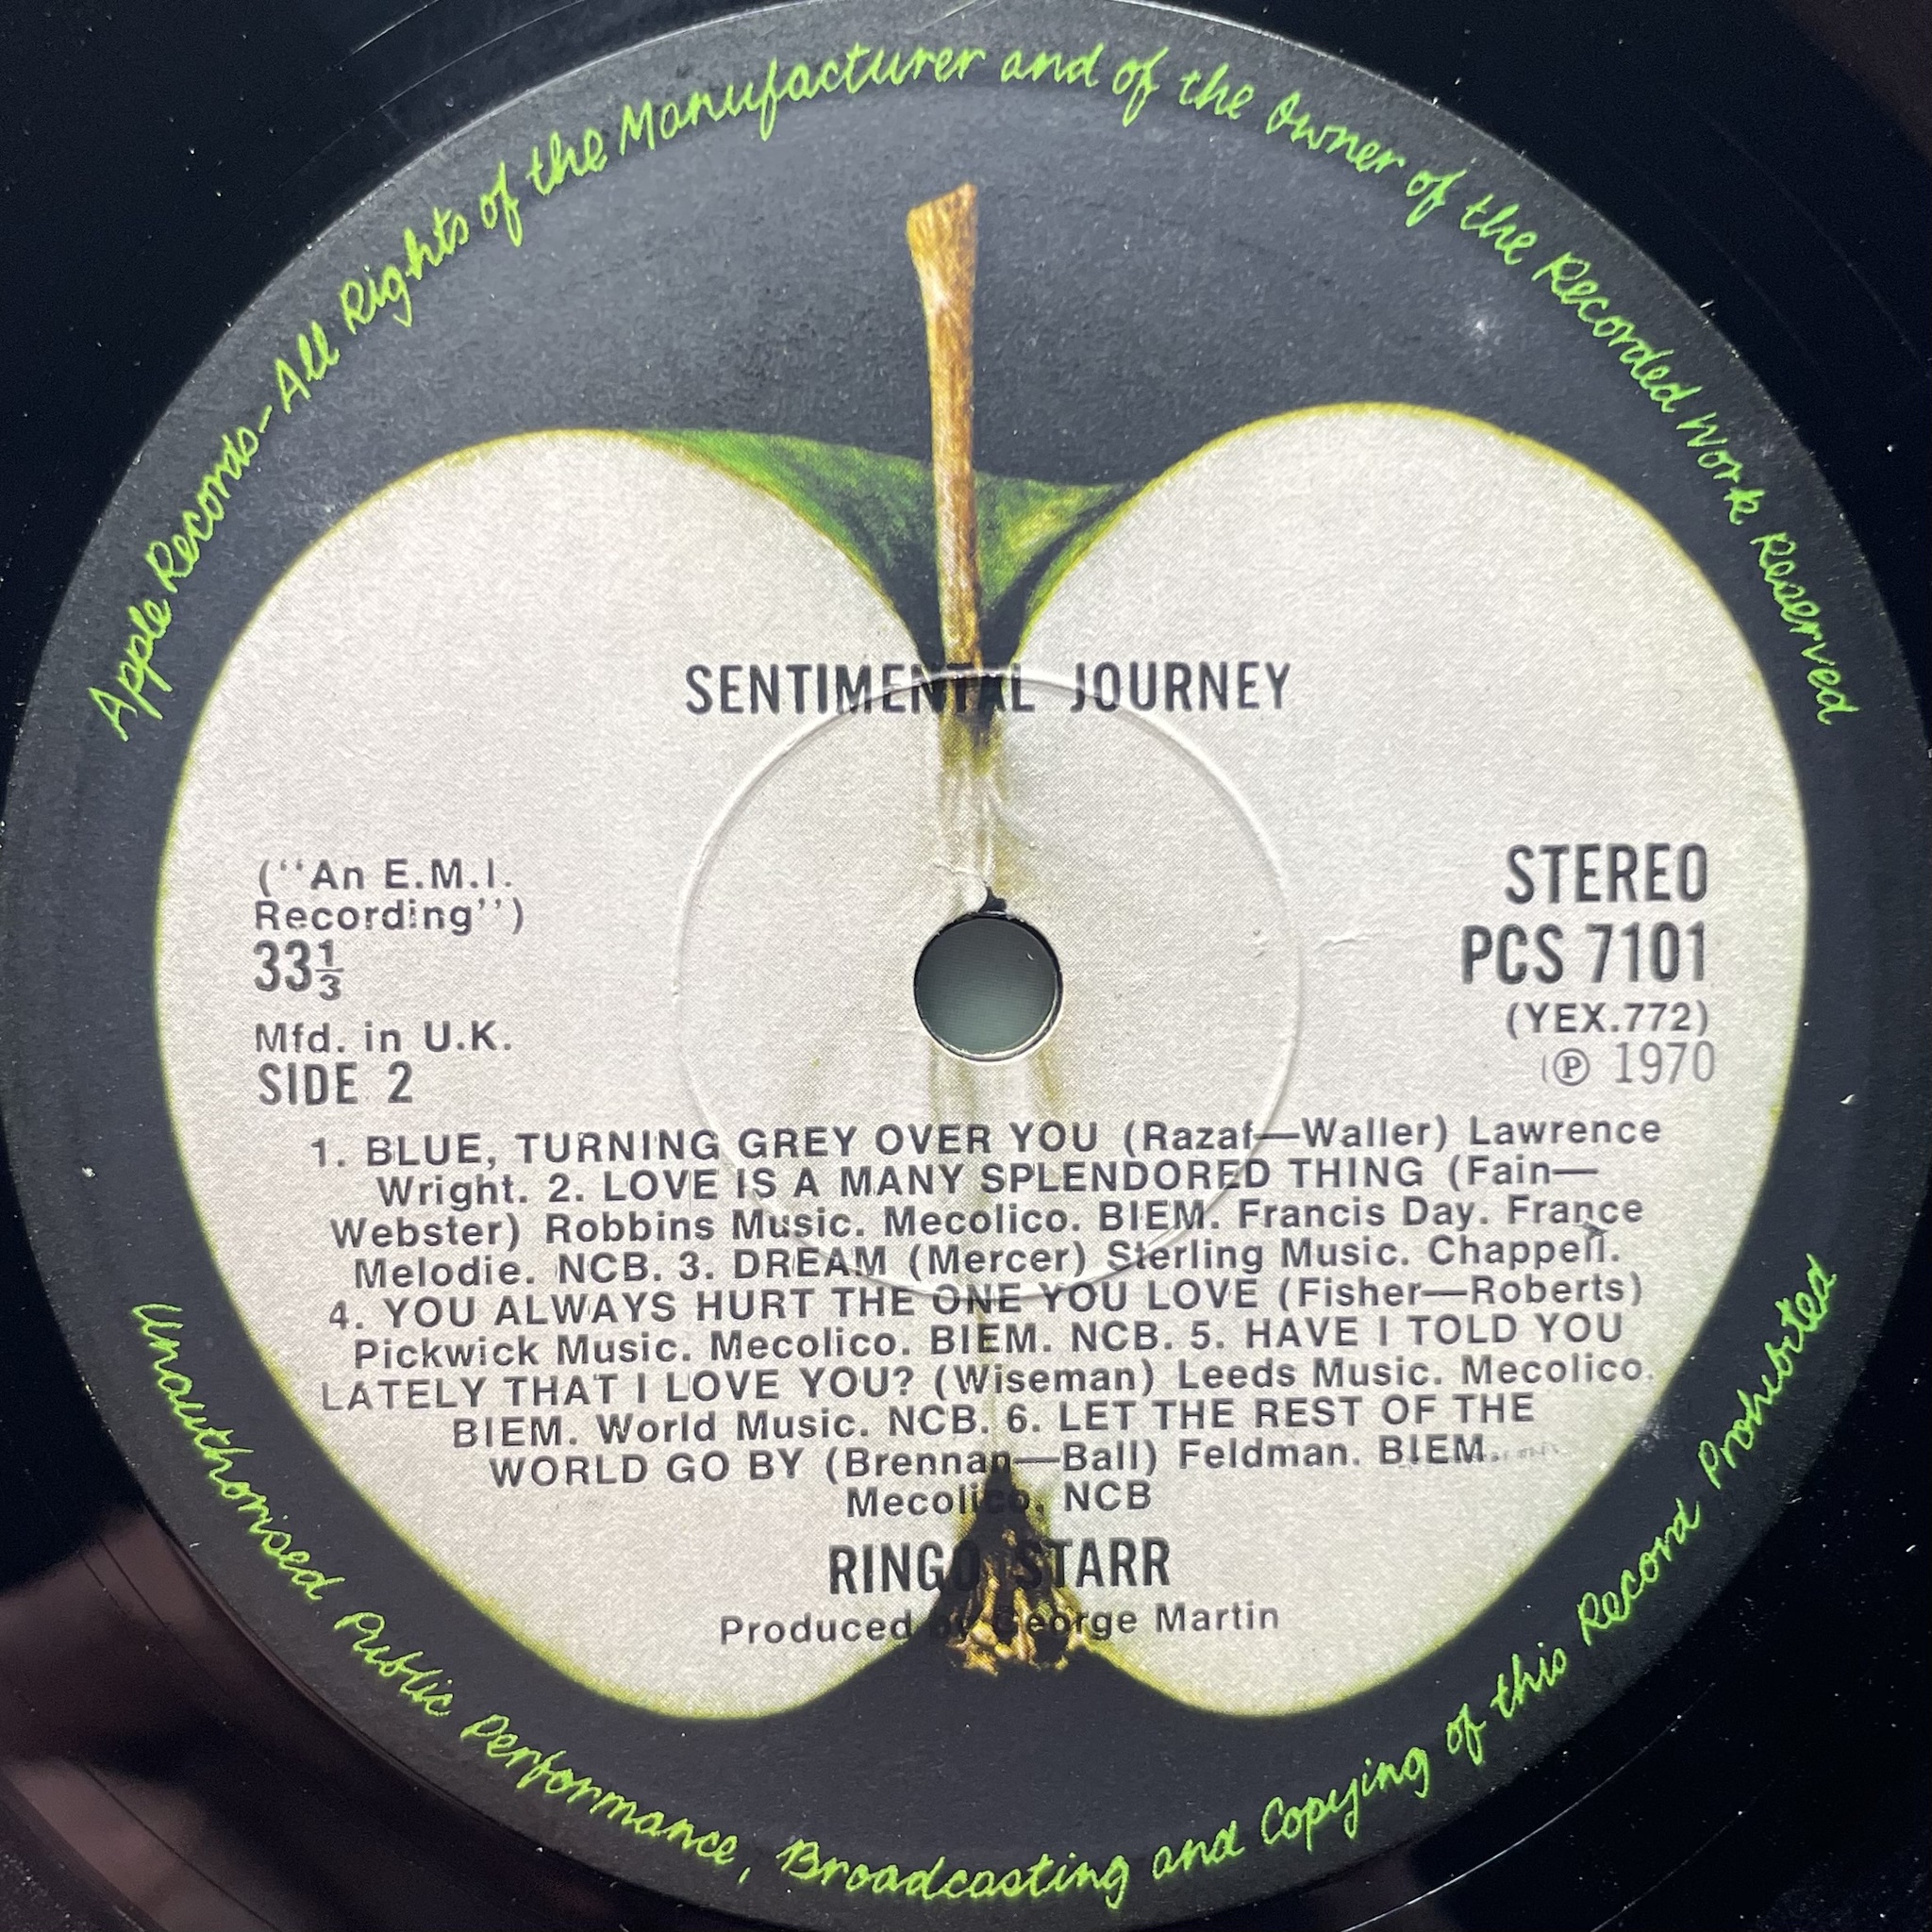 Apple Records-All Rights of the Manufacturer and of the Owner of the Recorded Work Reserved
SENTIMENTAL JOURNEY
(''An E.M.I.
Recording'')
33⅓
Mfd. in U.K.
SIDE 2
STEREO
PCS 7101
(YEX.772)
℗ 1970
1. BLUE, TURNING GREY OVER YOU (Razaf—Waller) Lawrence
Wright. 2. LOVE IS A MANY SPLENDORED THING (Fain—
Webster) Robbins Music. Mecolico. BIEM. Francis Day. France
Melodie. NCB. 3. DREAM (Mercer) Sterling Music. Chappell.
4. YOU ALWAYS HURT THE ONE YOU LOVE (Fisher—Roberts)
Pickwick Music. Mecolico. BIEM. NCB. 5. HAVE I TOLD YOU
LATELY THAT I LOVE YOU? (Wiseman) Leeds Music. Mecolico.
BIEM. World Music. NCB. 6. LET THE REST OF THE
WORLD GO BY (Brennan—Ball) Feldman. BIEM.
Mecolico. NCB
RINGO STARR
Produced by George Martin
Unauthorised Public Performance, Broadcasting and Copying of this Record Prohibited